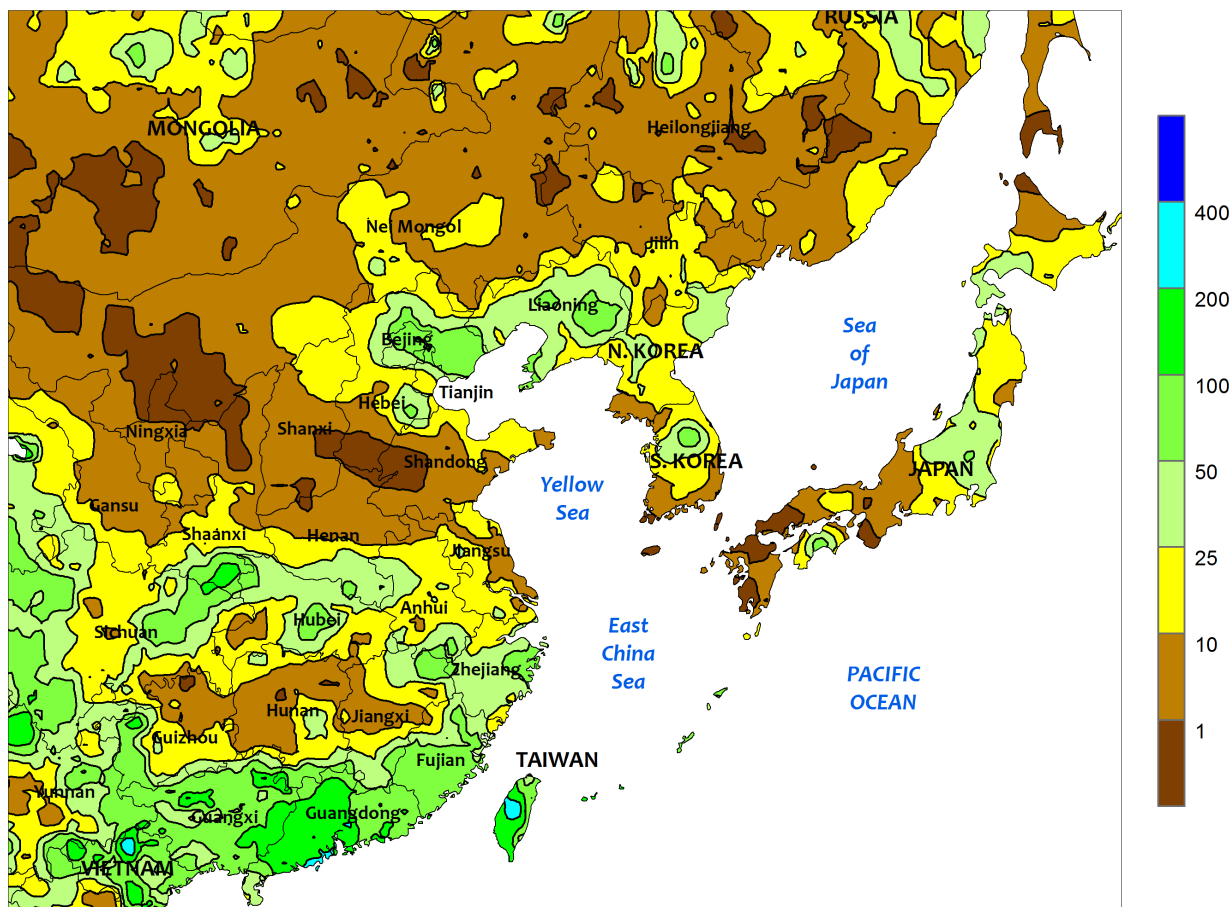 RUSSIA
MONGOLIA
Heilongjiang
400
Nei Mongol
Jilin
200
Liaoning
Sea
of
Japan
Bejing
N. KOREA
100
Tianjin
Hebei
Shanxi
Ningxia
Shandong
S. KOREA
JAPAN
50
Yellow
Sea
Gansu
Shaanxi
Henan
Jiangsu
25
Anhui
Hubei
Sichuan
East
China
Sea
10
Zhejiang
PACIFIC
OCEAN
Hunan
Jiangxi
Guizhou
1
Fujian
TAIWAN
Yunnan
Guangxi
Guangdong
VIETNAM